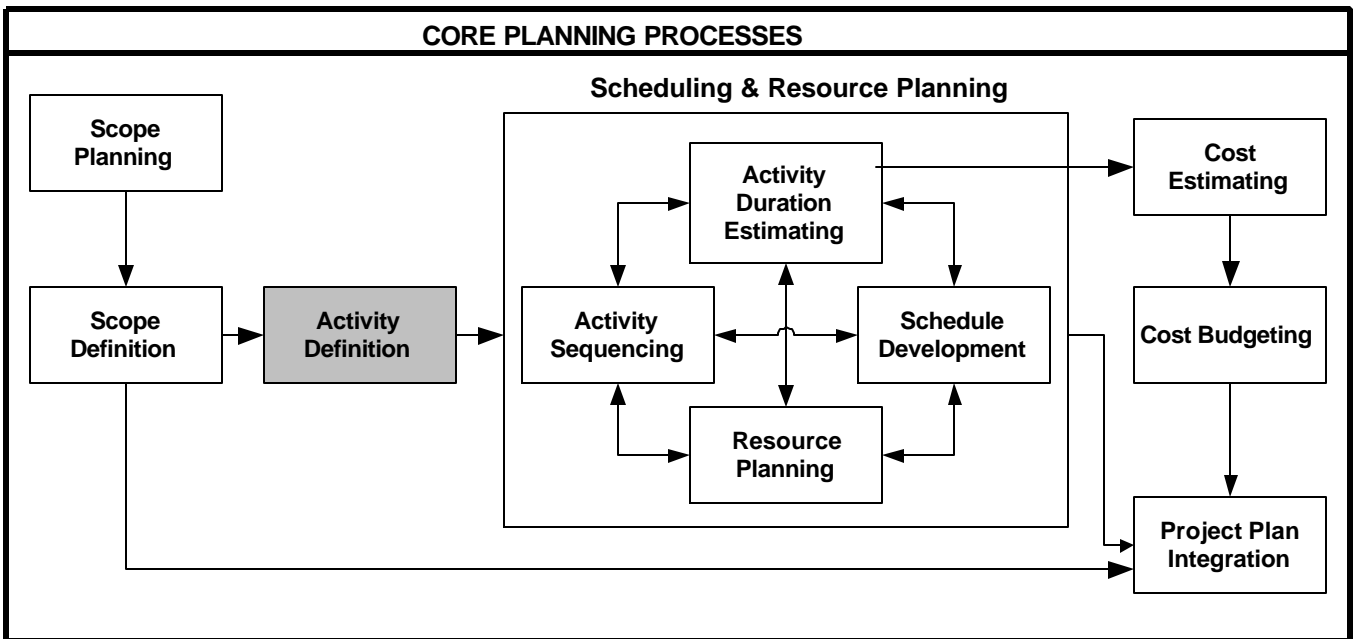 CORE PLANNING PROCESSES
Scheduling & Resource Planning
Scope
Planning
Activity
Duration
Estimating
Cost
Estimating
Scope
Definition
Activity
Definition
Activity
Sequencing
Schedule
Development
Cost Budgeting
Resource
Planning
Project Plan
Integration